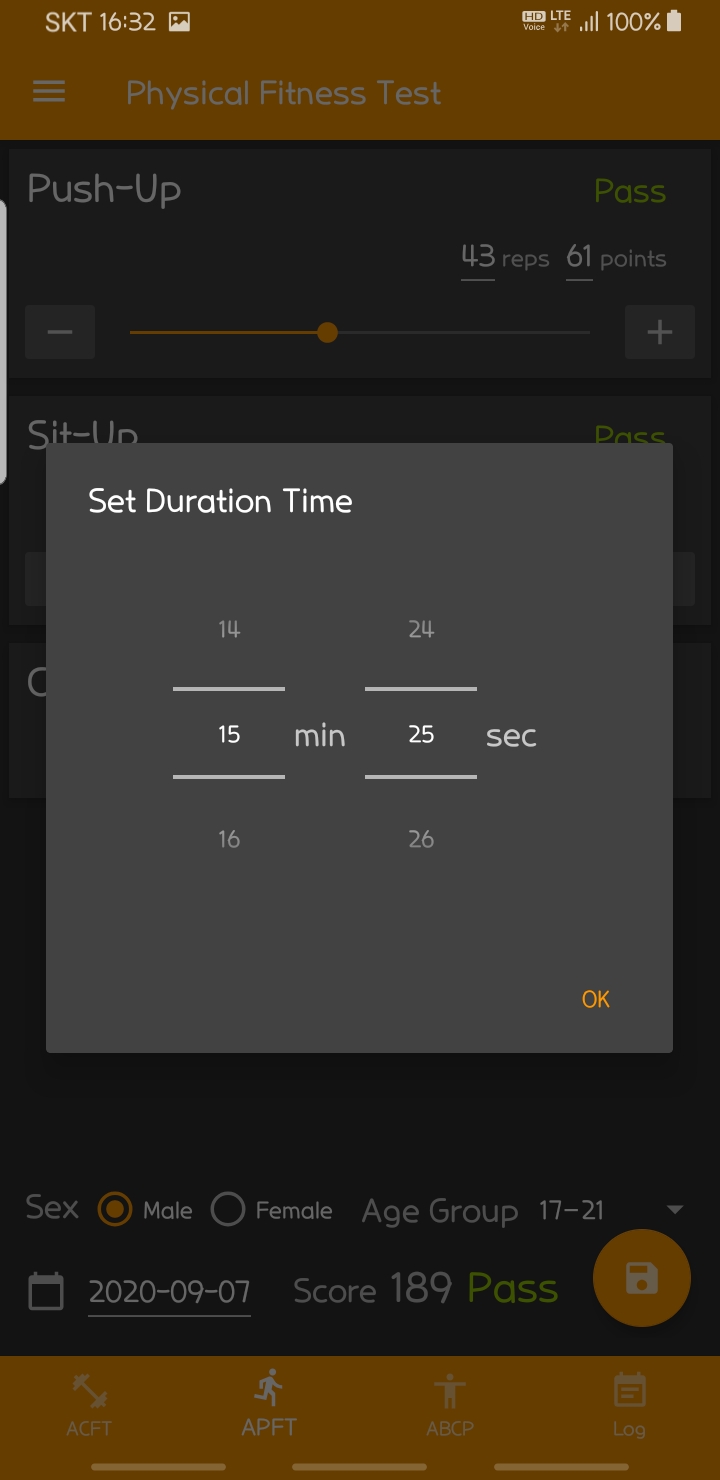 SKT 16:32 HD Voice LTE 100%
Physical Fitness Test
Push-Up Pass
43 reps 61 points
Sit-Up Pass
Set Duration Time
14 24
15 min 25 sec
16 26
OK
Sex Male Female Age Group 17-21
2020-09-07 Score 189 Pass
ACFT APFT ABCP Log